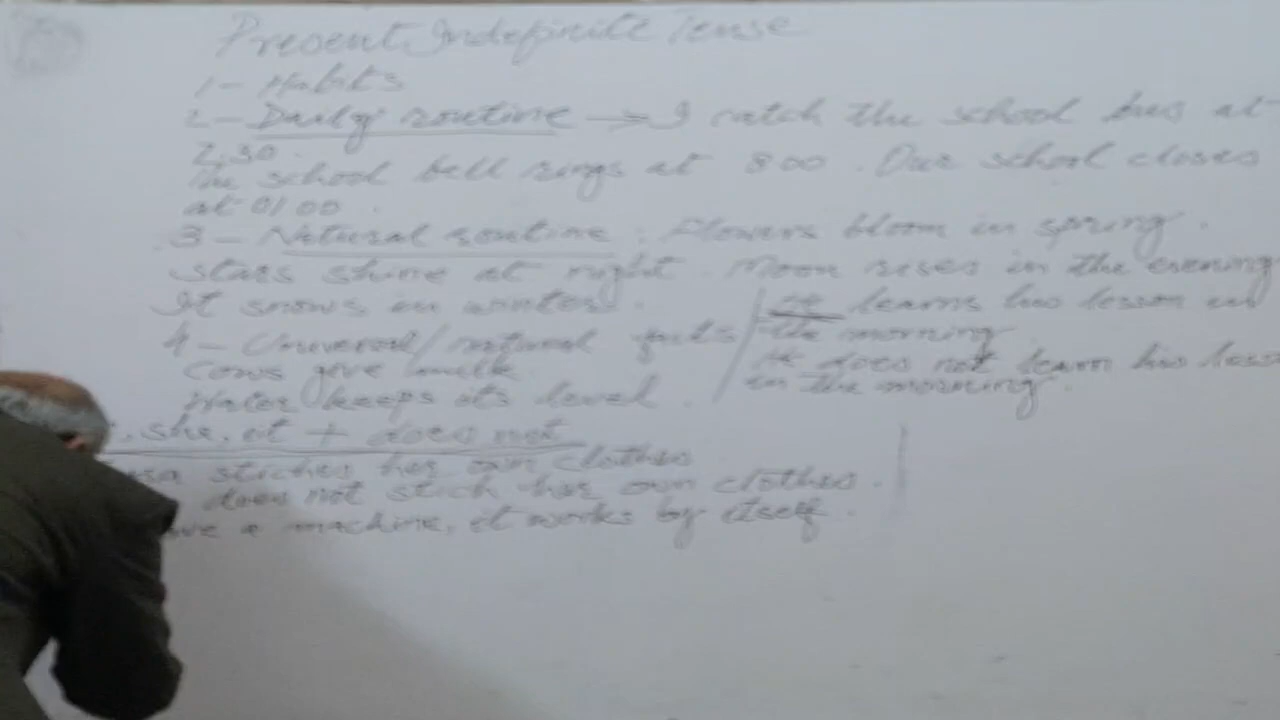 Present Indefinite Tense
1- Habits
2- Daily routine → I catch the school bus at
7.30.
The school bell rings at 8 00. Our school closes
at 01 00.
3- Natural routine: Flowers bloom in spring.
Stars shine at night. Moon rises in the evening
It snows in winter.
4- Universal/natural facts
Cows give milk
Water keeps its level.
He learns his lesson in
the morning
He does not learn his
in the morning.
, she, it + does not
stiches her own clothes
does not stich her own clothes.
a machine, it works by itself.